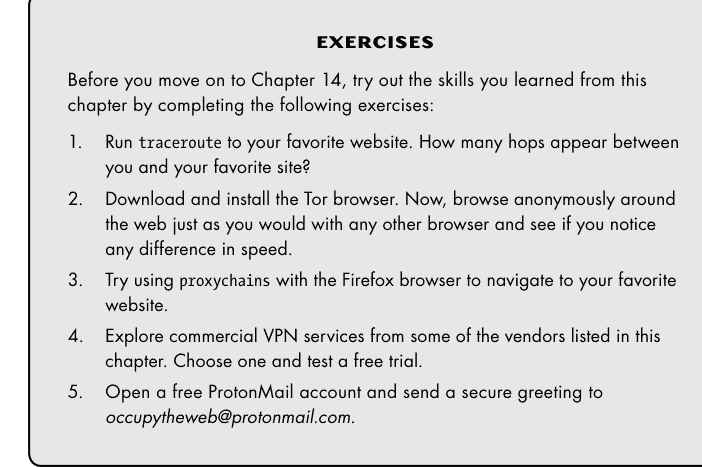 EXERCISES
Before you move on to Chapter 14, try out the skills you learned from this
chapter by completing the following exercises:
1. Run traceroute to your favorite website. How many hops appear between
you and your favorite site?
2. Download and install the Tor browser. Now, browse anonymously around
the web just as you would with any other browser and see if you notice
any difference in speed.
3. Try using proxychains with the Firefox browser to navigate to your favorite
website.
4. Explore commercial VPN services from some of the vendors listed in this
chapter. Choose one and test a free trial.
5. Open a free ProtonMail account and send a secure greeting to
occupytheweb@protonmail.com.